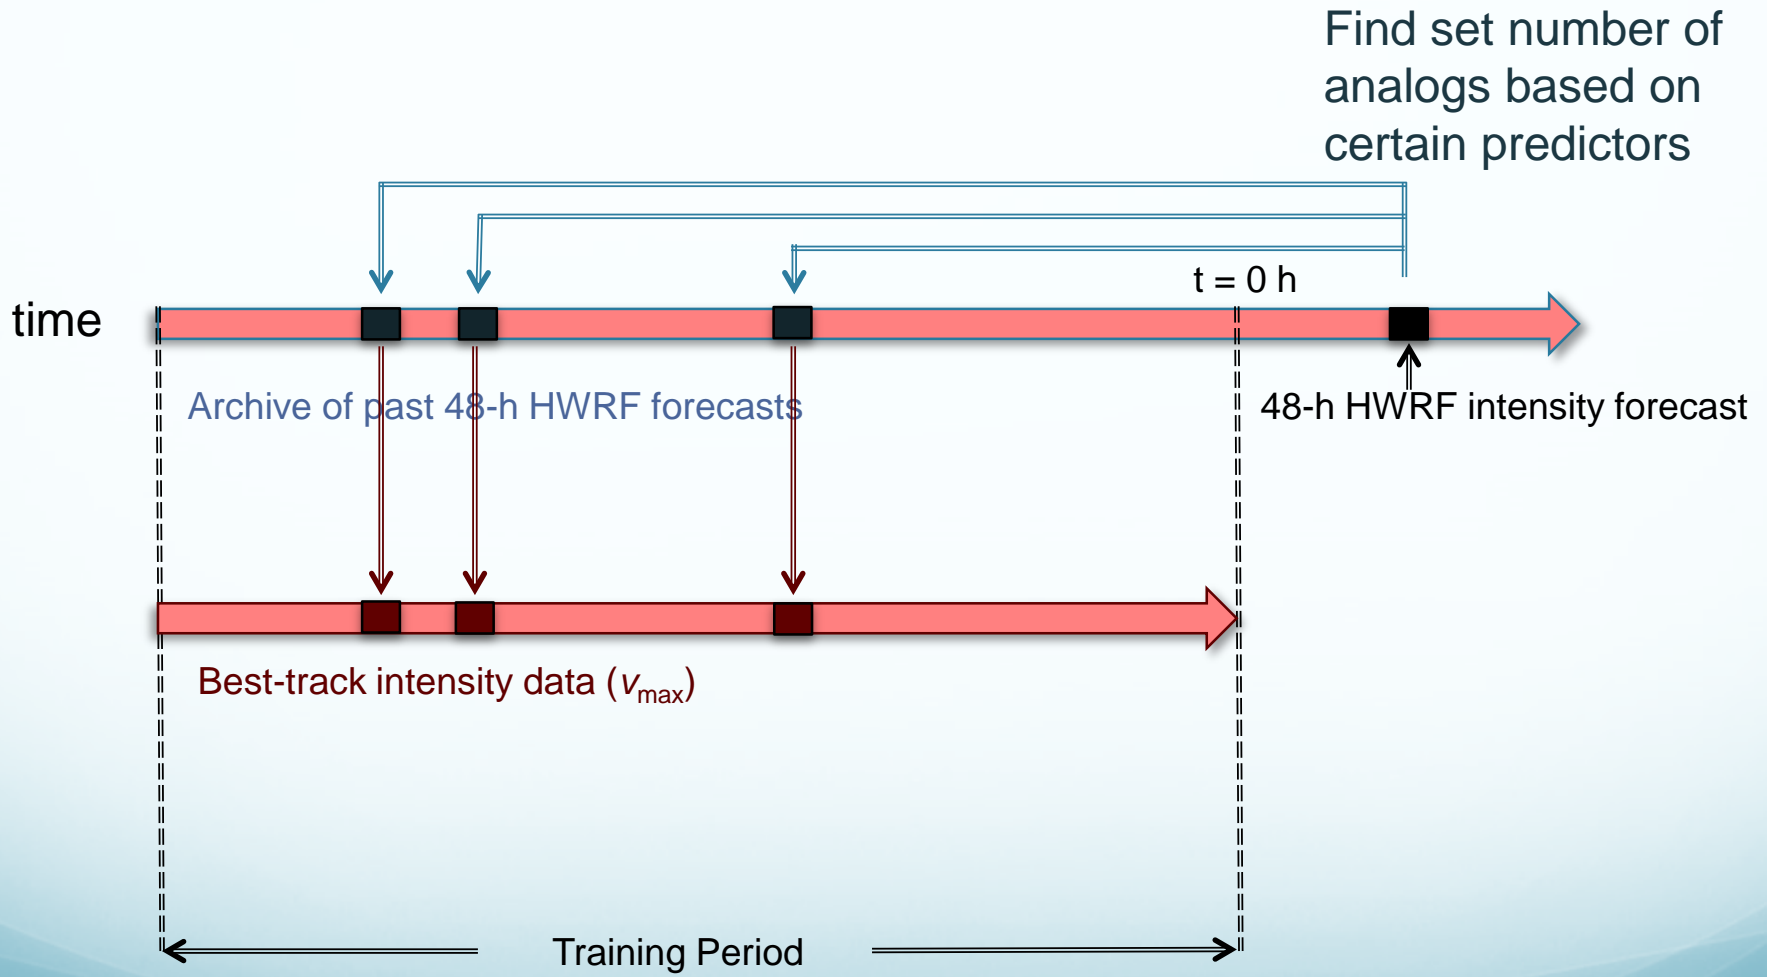 Find set number of
analogs based on
certain predictors
t = 0 h
time
Archive of past 48-h HWRF forecasts
48-h HWRF intensity forecast
Best-track intensity data (vmax)
Training Period